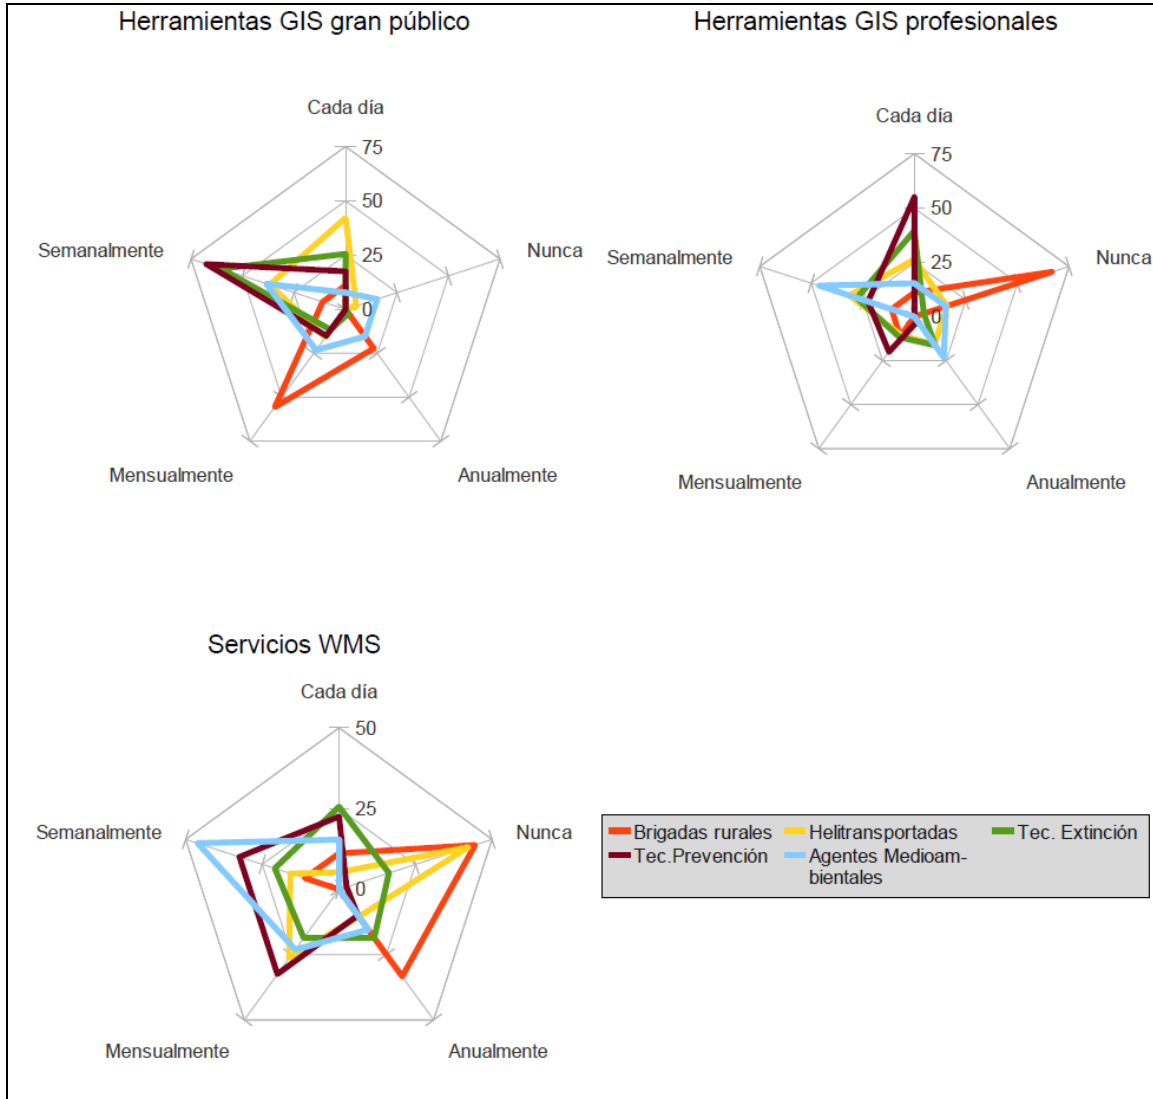 Herramientas GIS gran público
Cada día
75
50
25
0
Semanalmente
Nunca
Mensualmente
Anualmente
Herramientas GIS profesionales
Cada día
75
50
25
0
Semanalmente
Nunca
Mensualmente
Anualmente
Servicios WMS
Cada día
50
25
0
Semanalmente
Nunca
Mensualmente
Anualmente
Brigadas rurales
Helitransportadas
Tec. Extinción
Tec.Prevención
Agentes Medioam-
bientales